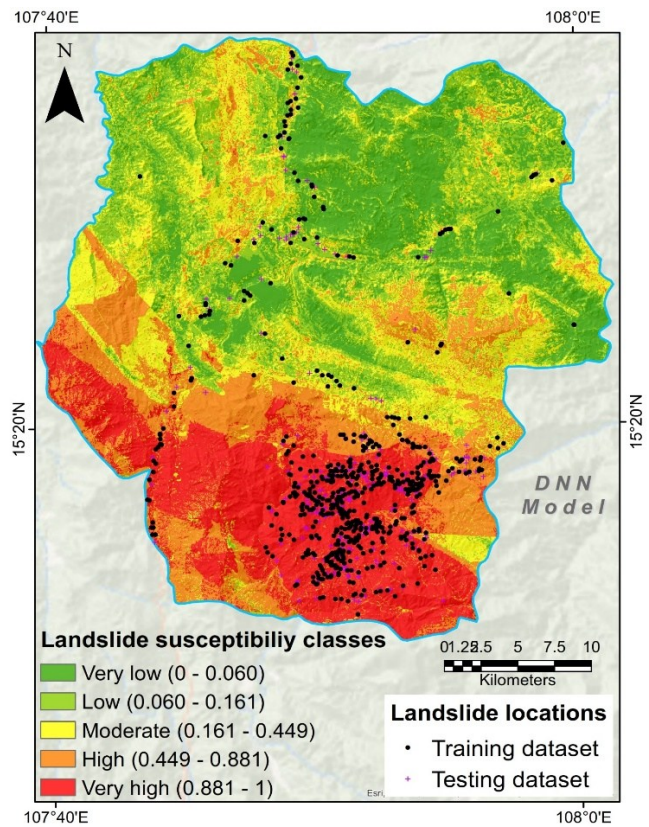 107°40'E
108°0'E
N
15°20'N
15°20'N
DNN
Model
Landslide susceptibiliy classes
Very low (0 - 0.060)
Low (0.060 - 0.161)
Moderate (0.161 - 0.449)
High (0.449 - 0.881)
Very high (0.881 - 1)
5 7.5 10
Kilometers
Landslide locations
Training dataset
Testing dataset
Esri,
107°40'E
108°0'E